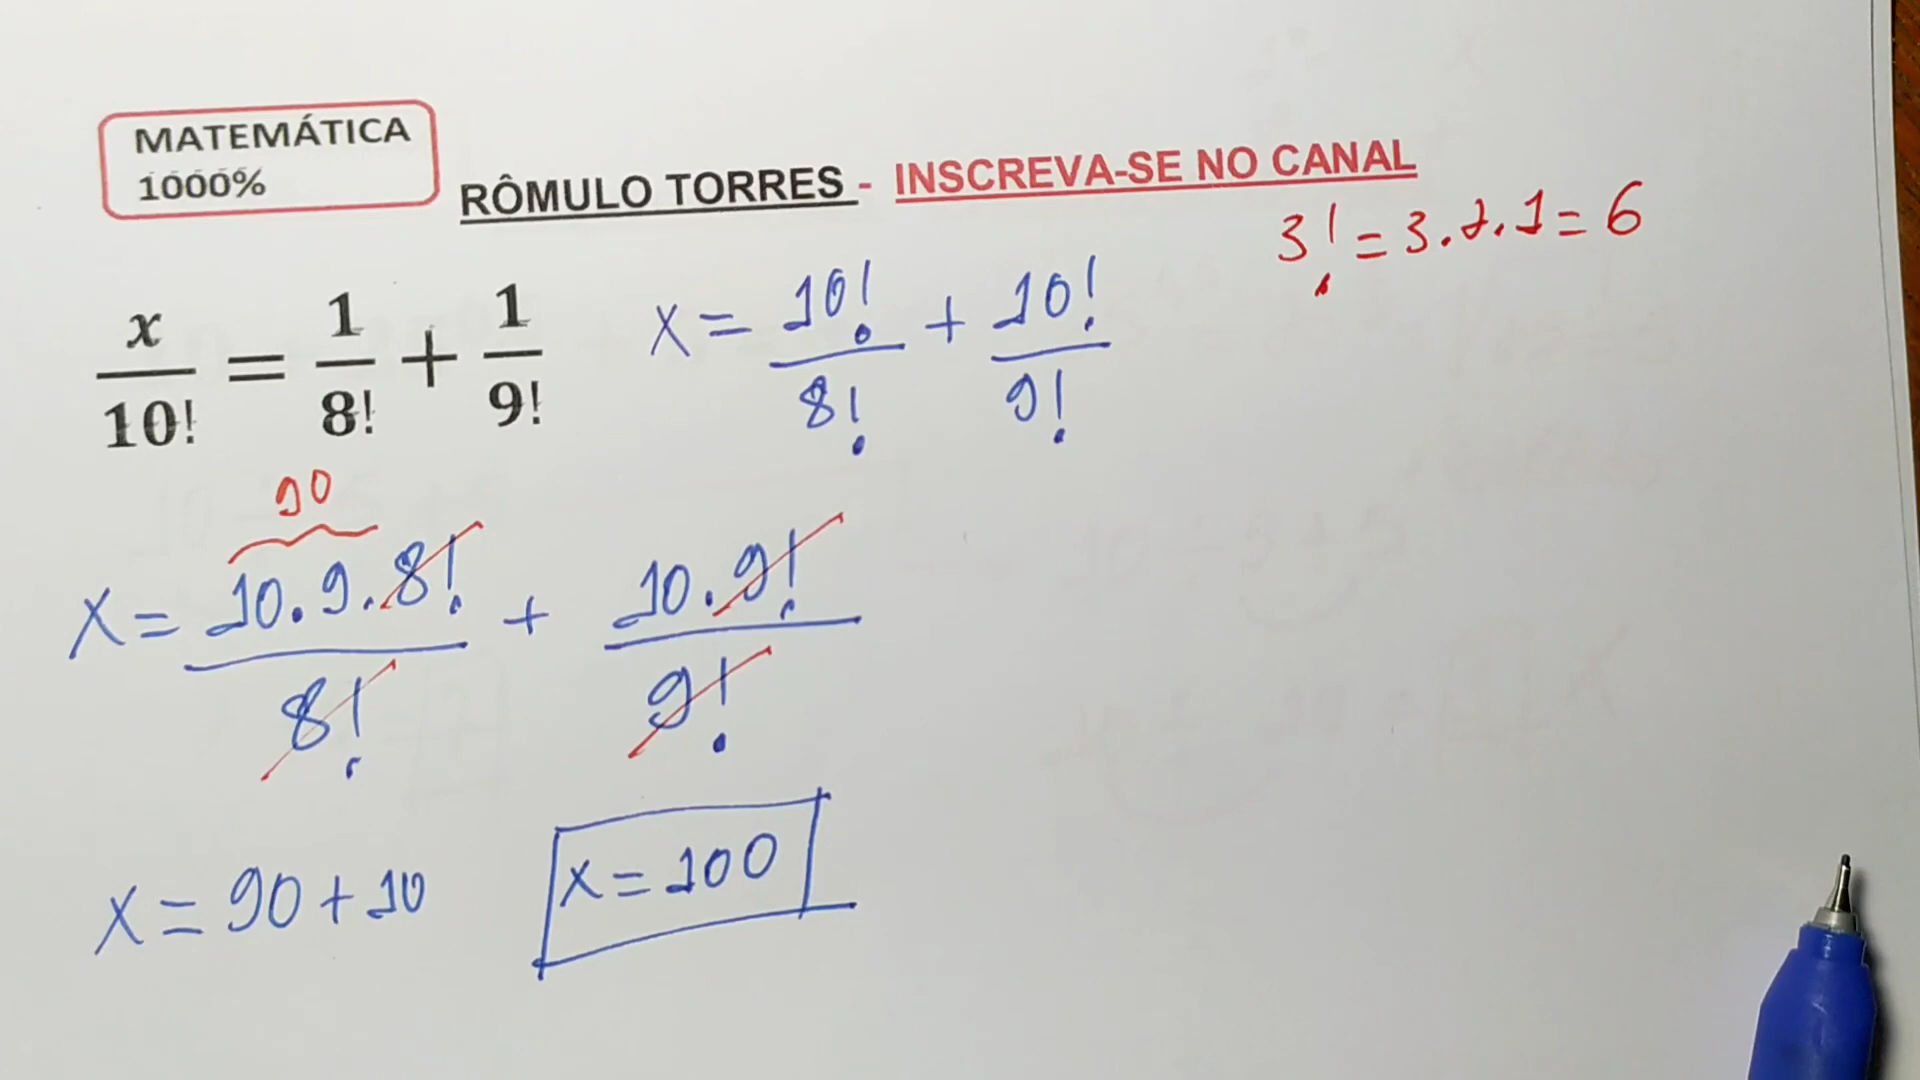 MATEMÁTICA
1000%
RÔMULO TORRES - INSCREVA-SE NO CANAL
3! = 3.2.1 = 6
x/10! = 1/8! + 1/9!
x = 10!/8! + 10!/9!
90
x = 10.9.8!/8! + 10.9!/9!
x = 90 + 10
x = 100